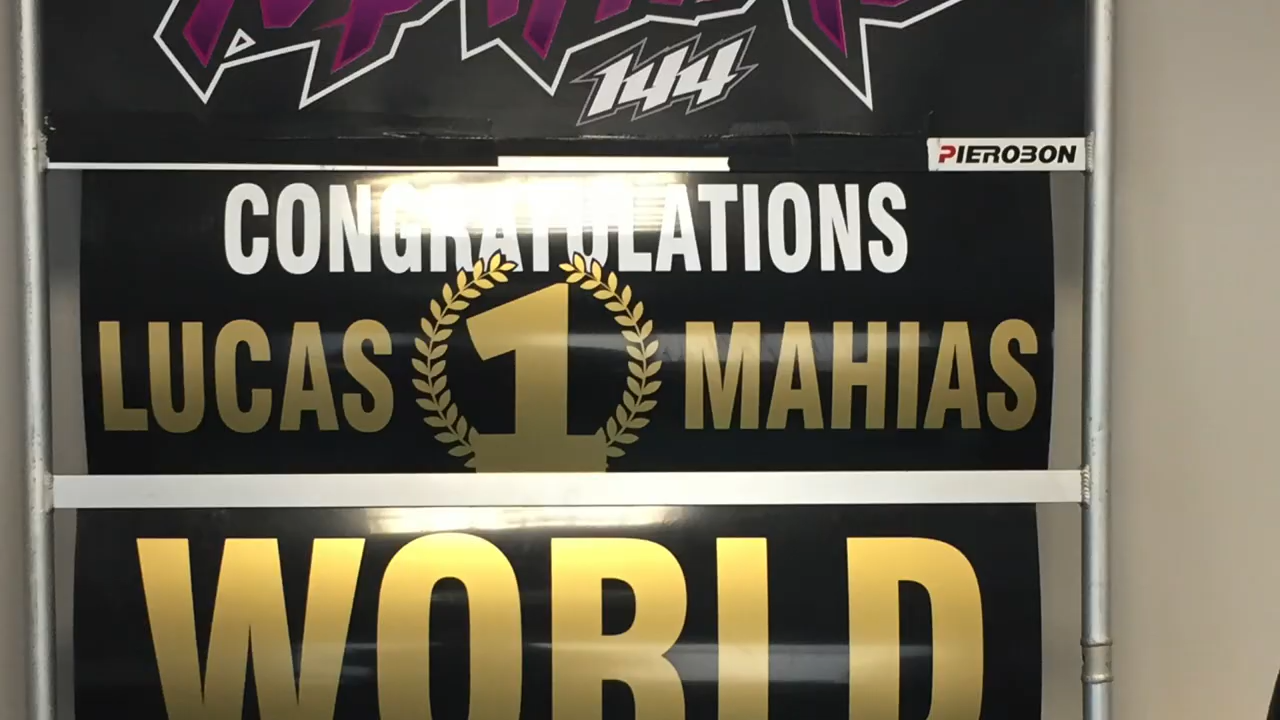 144
PIEROBON
CONGRATULATIONS
LUCAS 1 MAHIAS
WORLD